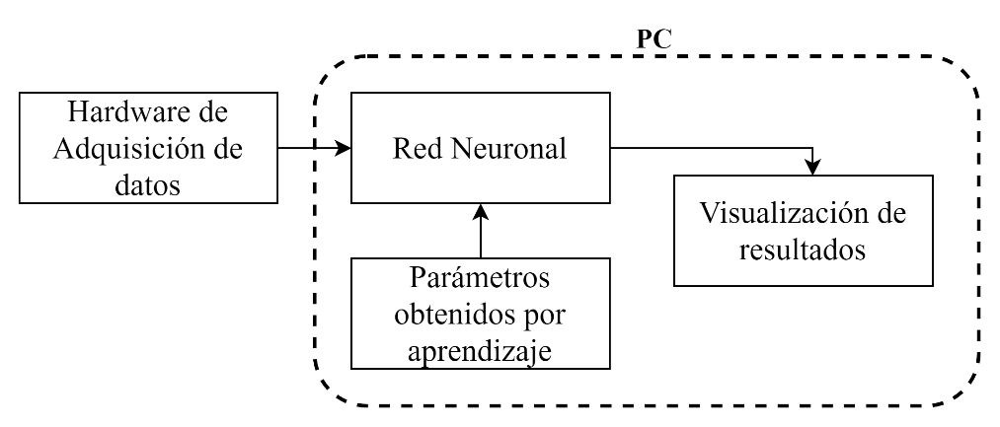 PC
Hardware de
Adquisición de
datos
Red Neuronal
Visualización de
resultados
Parámetros
obtenidos por
aprendizaje